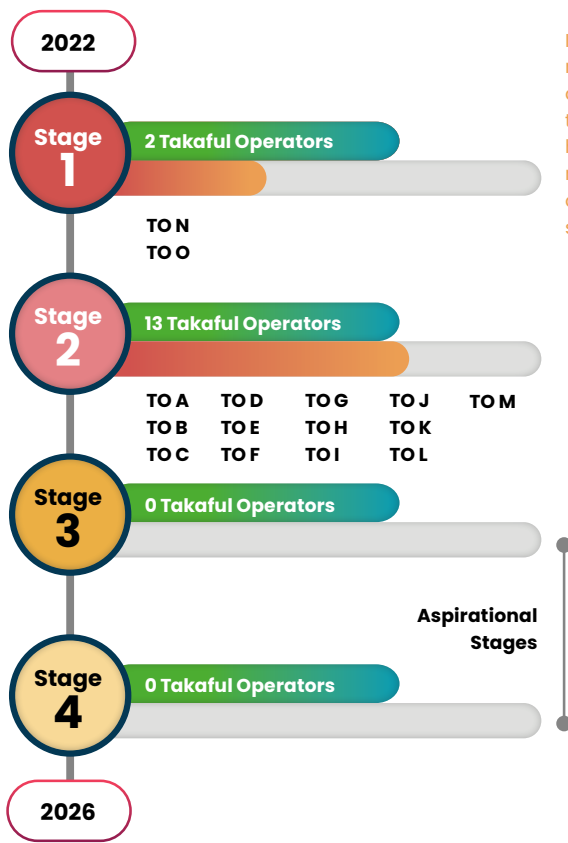 2022
Stage
1
2 Takaful Operators
TO N
TO O
Stage
2
13 Takaful Operators
TO A TO D TO G TO J TO M
TO B TO E TO H TO K
TO C TO F TO I TO L
Stage
3
0 Takaful Operators
Aspirational
Stages
Stage
4
0 Takaful Operators
2026